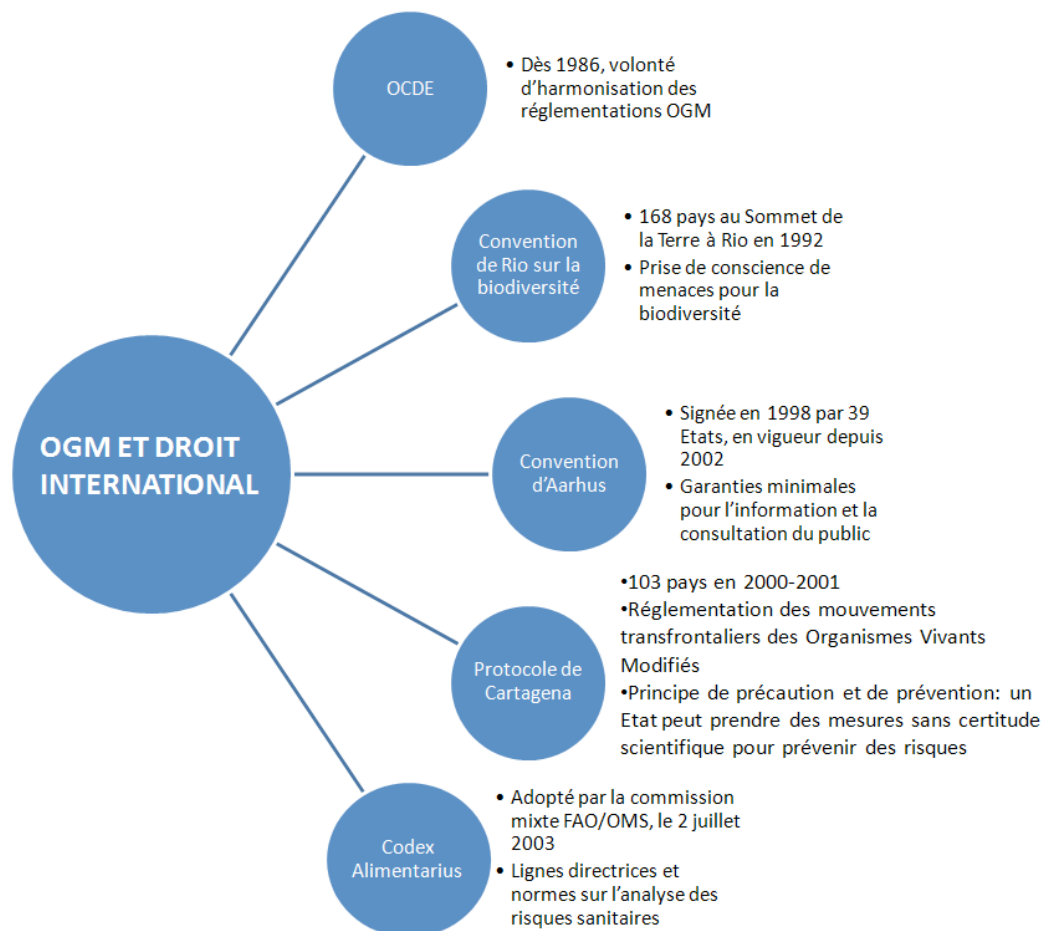 OCDE
• Dès 1986, volonté
d’harmonisation des
réglementations OGM
Convention
de Rio sur la
biodiversité
• 168 pays au Sommet de
la Terre à Rio en 1992
• Prise de conscience de
menaces pour la
biodiversité
OGM ET DROIT
INTERNATIONAL
Convention
d’Aarhus
• Signée en 1998 par 39
Etats, en vigueur depuis
2002
• Garanties minimales
pour l’information et la
consultation du public
Protocole de
Cartagena
•103 pays en 2000-2001
•Réglementation des mouvements
transfrontaliers des Organismes Vivants
Modifiés
•Principe de précaution et de prévention: un
Etat peut prendre des mesures sans certitude
scientifique pour prévenir des risques
Codex
Alimentarius
• Adopté par la commission
mixte FAO/OMS, le 2 juillet
2003
• Lignes directrices et
normes sur l’analyse des
risques sanitaires